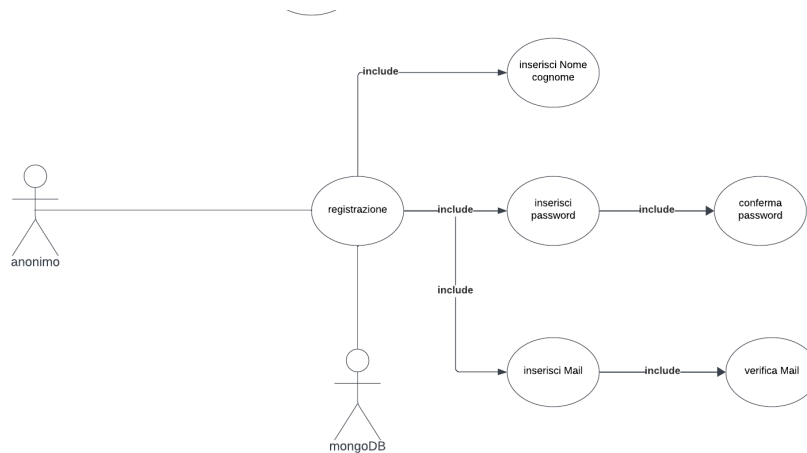 include
inserisci Nome
cognome
registrazione
include
inserisci
password
include
conferma
password
anonimo
include
inserisci Mail
include
verifica Mail
mongoDB